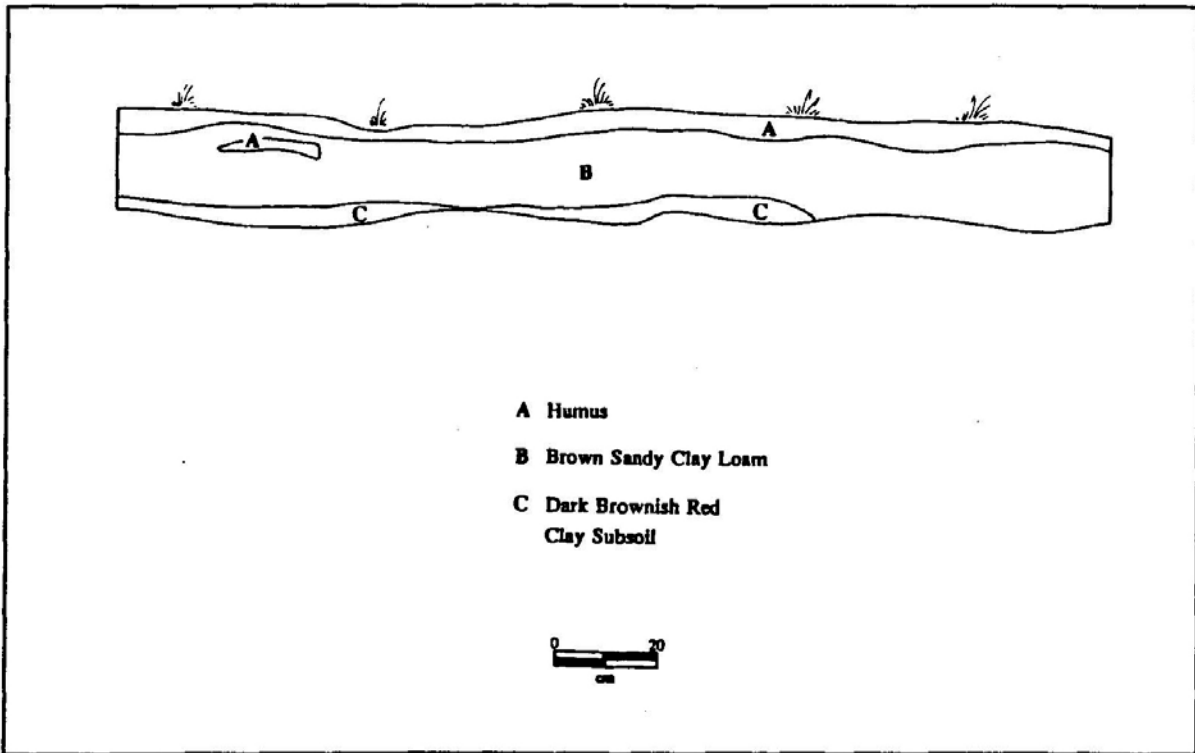 A
A
B
C
C
A Humus
B Brown Sandy Clay Loam
C Dark Brownish Red
Clay Subsoil
0 20
cm